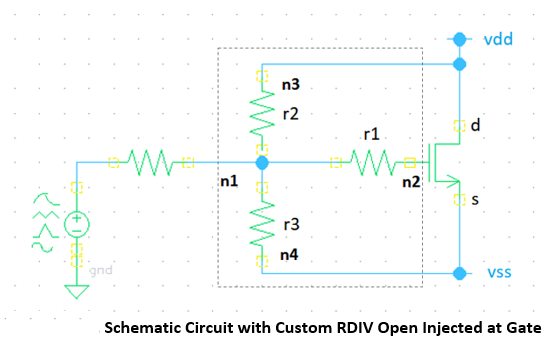 vdd
n3
r2
d
r1
n1
n2
s
r3
n4
gnd
vss
Schematic Circuit with Custom RDIV Open Injected at Gate